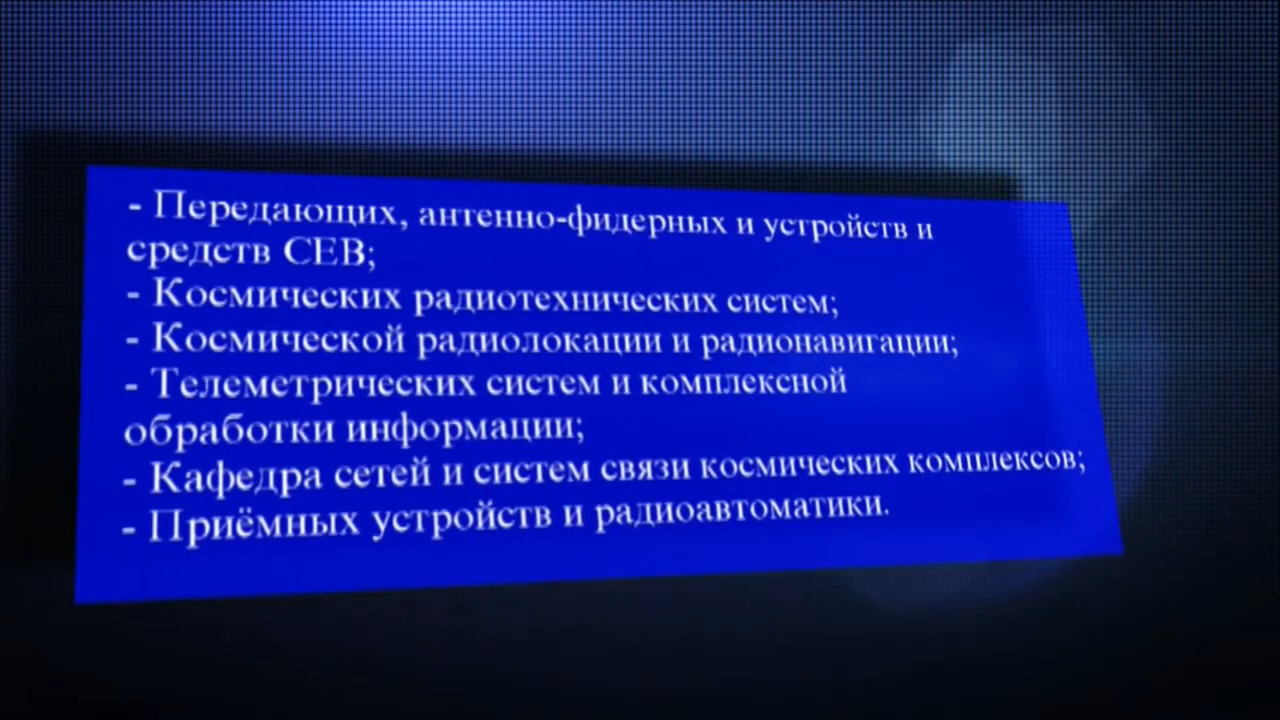 - Передающих, антенно-фидерных и устройств и
средств СЕВ;
- Космических радиотехнических систем;
- Космической радиолокации и радионавигации;
- Телеметрических систем и комплексной
обработки информации;
- Кафедра сетей и систем связи космических комплексов;
- Приёмных устройств и радиоавтоматики.